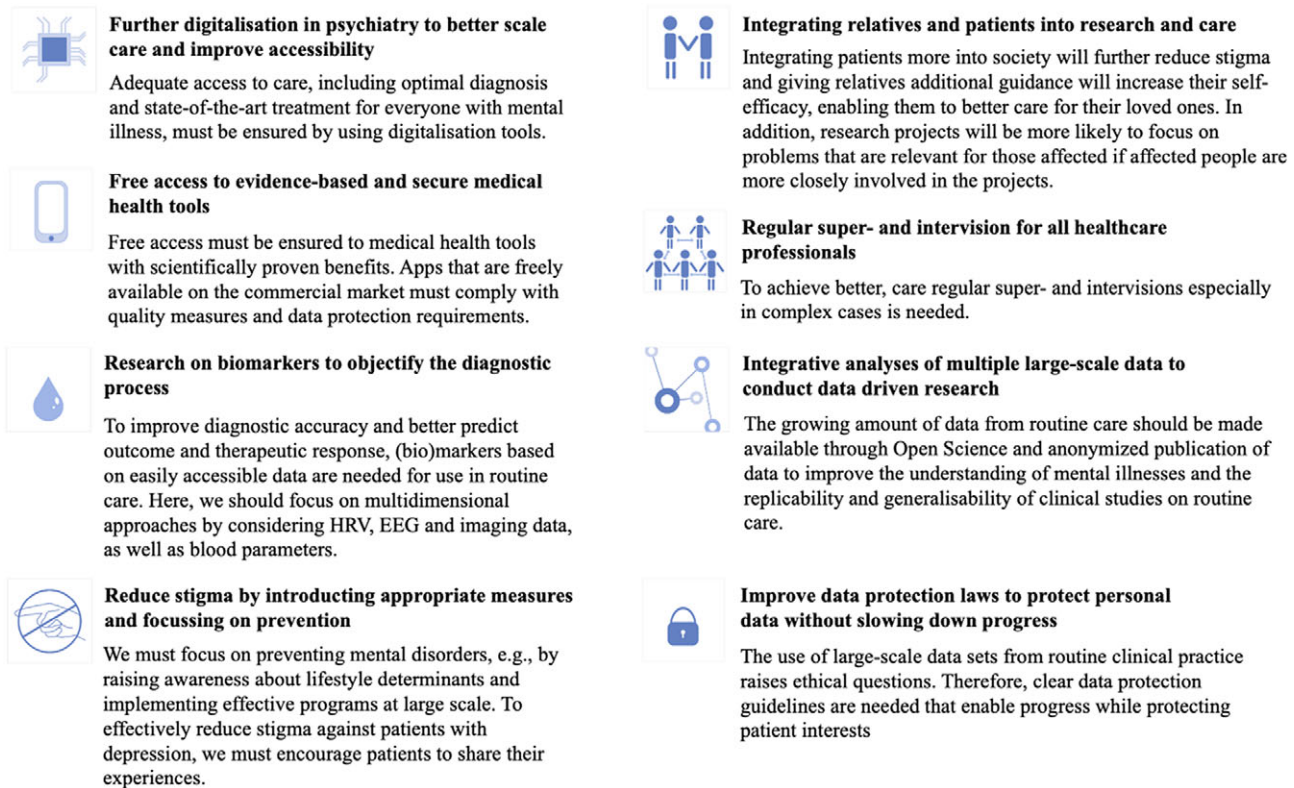 Further digitalisation in psychiatry to better scale
care and improve accessibility
Adequate access to care, including optimal diagnosis
and state-of-the-art treatment for everyone with mental
illness, must be ensured by using digitalisation tools.
Free access to evidence-based and secure medical
health tools
Free access must be ensured to medical health tools
with scientifically proven benefits. Apps that are freely
available on the commercial market must comply with
quality measures and data protection requirements.
Research on biomarkers to objectify the diagnostic
process
To improve diagnostic accuracy and better predict
outcome and therapeutic response, (bio)markers based
on easily accessible data are needed for use in routine
care. Here, we should focus on multidimensional
approaches by considering HRV, EEG and imaging data,
as well as blood parameters.
Reduce stigma by introducting appropriate measures
and focussing on prevention
We must focus on preventing mental disorders, e.g., by
raising awareness about lifestyle determinants and
implementing effective programs at large scale. To
effectively reduce stigma against patients with
depression, we must encourage patients to share their
experiences.
Integrating relatives and patients into research and care
Integrating patients more into society will further reduce stigma
and giving relatives additional guidance will increase their self-
efficacy, enabling them to better care for their loved ones. In
addition, research projects will be more likely to focus on
problems that are relevant for those affected if affected people are
more closely involved in the projects.
Regular super- and intervision for all healthcare
professionals
To achieve better, care regular super- and intervisions especially
in complex cases is needed.
Integrative analyses of multiple large-scale data to
conduct data driven research
The growing amount of data from routine care should be made
available through Open Science and anonymized publication of
data to improve the understanding of mental illnesses and the
replicability and generalisability of clinical studies on routine
care.
Improve data protection laws to protect personal
data without slowing down progress
The use of large-scale data sets from routine clinical practice
raises ethical questions. Therefore, clear data protection
guidelines are needed that enable progress while protecting
patient interests